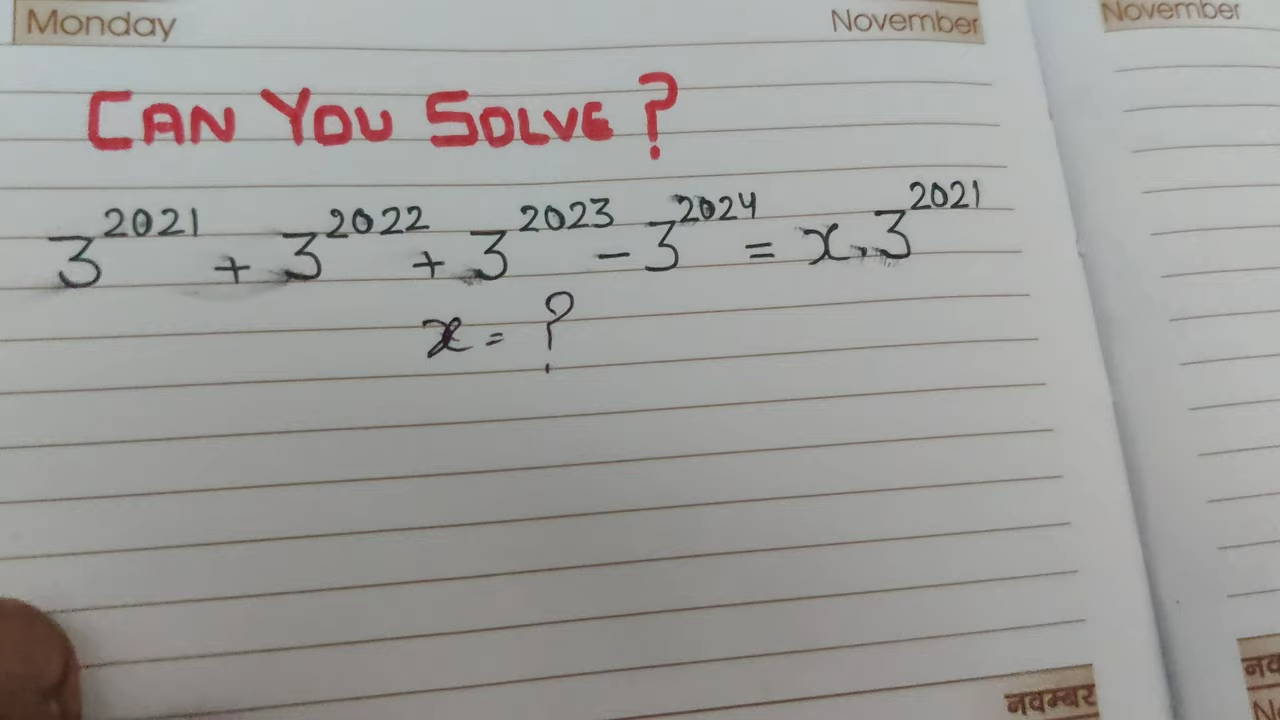 Monday November November
CAN YOU SOLVE?
3^2021 + 3^2022 + 3^2023 - 3^2024 = x. 3^2021
x = ?
नवम्बर